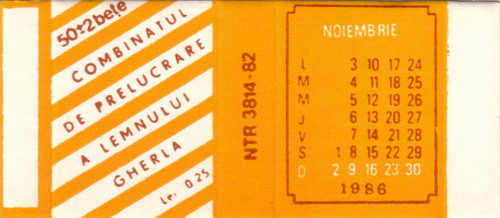 50±2bețe
COMBINATUL
DE PRELUCRARE
A LEMNULUI
GHERLA
Lei 0.25
NTR 3814-82
NOIEMBRIE
L 3 10 17 24
M 4 11 18 25
M 5 12 19 26
J 6 13 20 27
V 7 14 21 28
S 1 8 15 22 29
D 2 9 16 23 30
1986